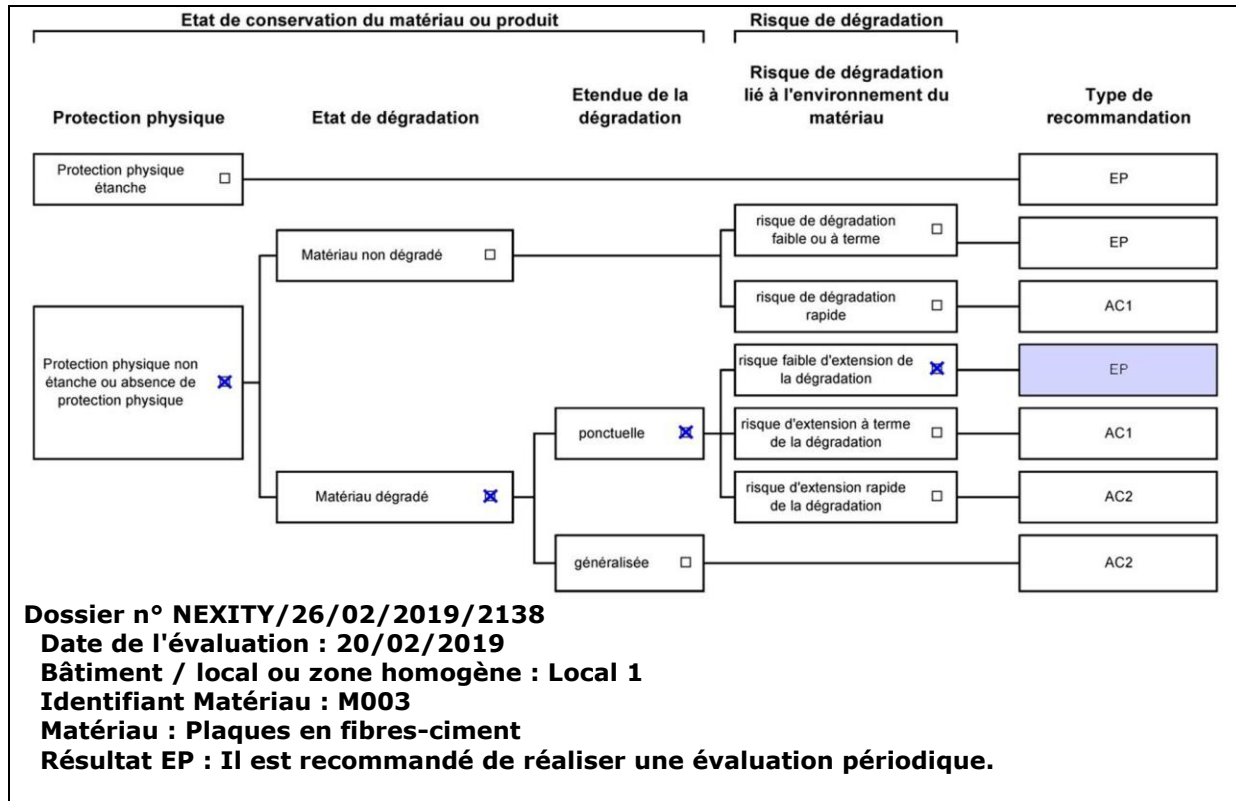 Etat de conservation du matériau ou produit
Risque de dégradation
Protection physique
Etat de dégradation
Etendue de la
dégradation
Risque de dégradation
lié à l'environnement du
matériau
Type de
recommandation
Protection physique
étanche
EP
Matériau non dégradé
risque de dégradation
faible ou à terme
EP
risque de dégradation
rapide
AC1
Protection physique non
étanche ou absence de
protection physique
risque faible d'extension de
la dégradation
EP
ponctuelle
risque d'extension à terme
de la dégradation
AC1
Matériau dégradé
risque d'extension rapide
de la dégradation
AC2
généralisée
AC2
Dossier n° NEXITY/26/02/2019/2138
Date de l'évaluation : 20/02/2019
Bâtiment / local ou zone homogène : Local 1
Identifiant Matériau : M003
Matériau : Plaques en fibres-ciment
Résultat EP : Il est recommandé de réaliser une évaluation périodique.